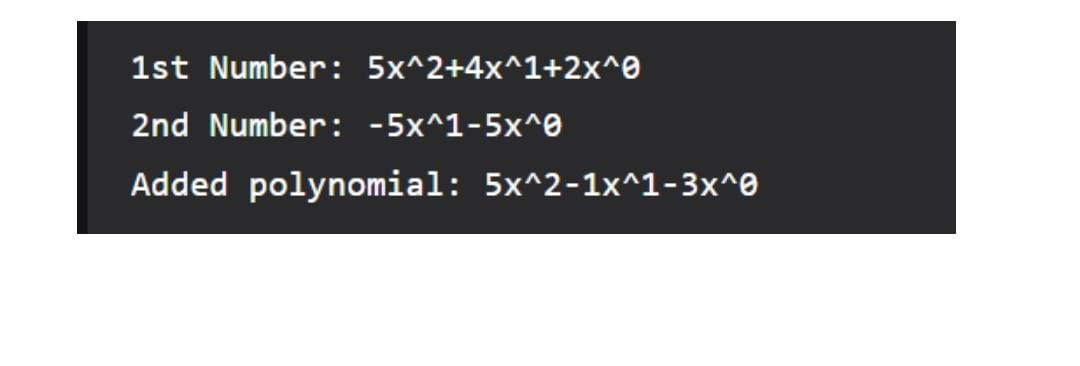 1st Number: 5x^2+4x^1+2x^0
2nd Number: -5x^1-5x^0
Added polynomial: 5x^2-1x^1-3x^0